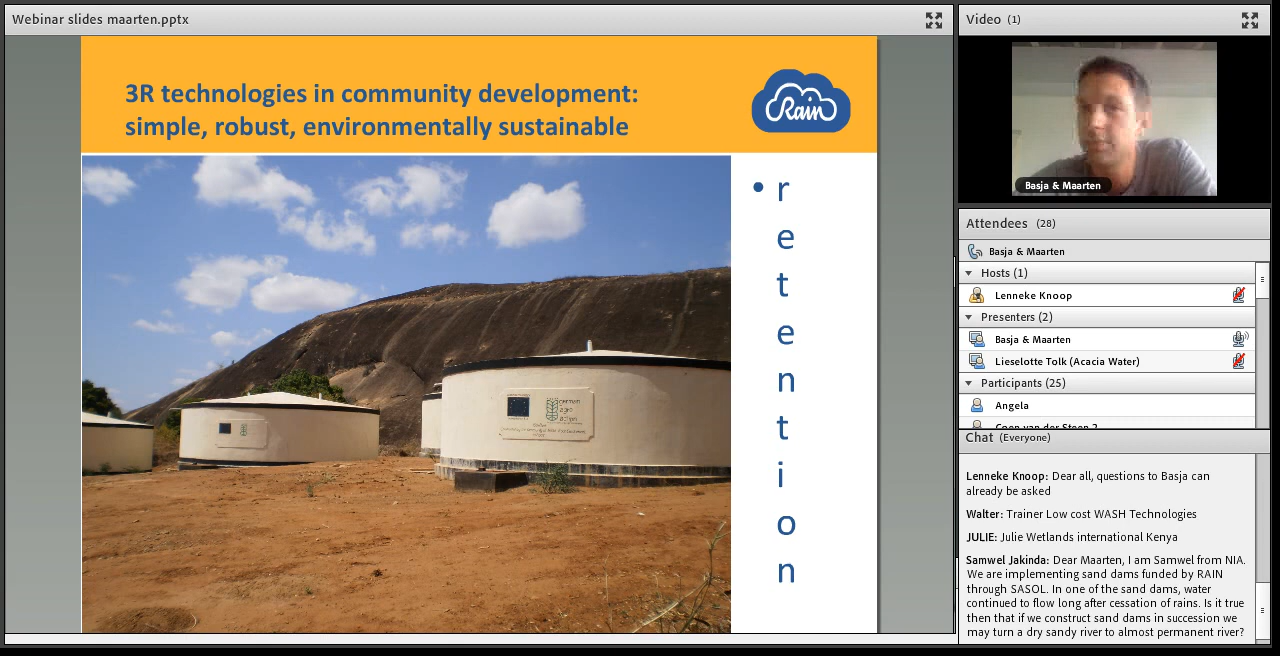 Webinar slides maarten.pptx
3R technologies in community development:
simple, robust, environmentally sustainable
Rain
• r
e
t
e
n
t
i
o
n
german
agro
action
Video (1)
Basja & Maarten
Attendees (28)
Basja & Maarten
Hosts (1)
Lenneke Knoop
Presenters (2)
Basja & Maarten
Lieselotte Tolk (Acacia Water)
Participants (25)
Angela
Chat (Everyone)
Lenneke Knoop: Dear all, questions to Basja can
already be asked
Walter: Trainer Low cost WASH Technologies
JULIE: Julie Wetlands international Kenya
Samwel Jakinda: Dear Maarten, I am Samwel from NIA.
We are implementing sand dams funded by RAIN
through SASOL. In one of the sand dams, water
continued to flow long after cessation of rains. Is it true
then that if we construct sand dams in succession we
may turn a dry sandy river to almost permanent river?